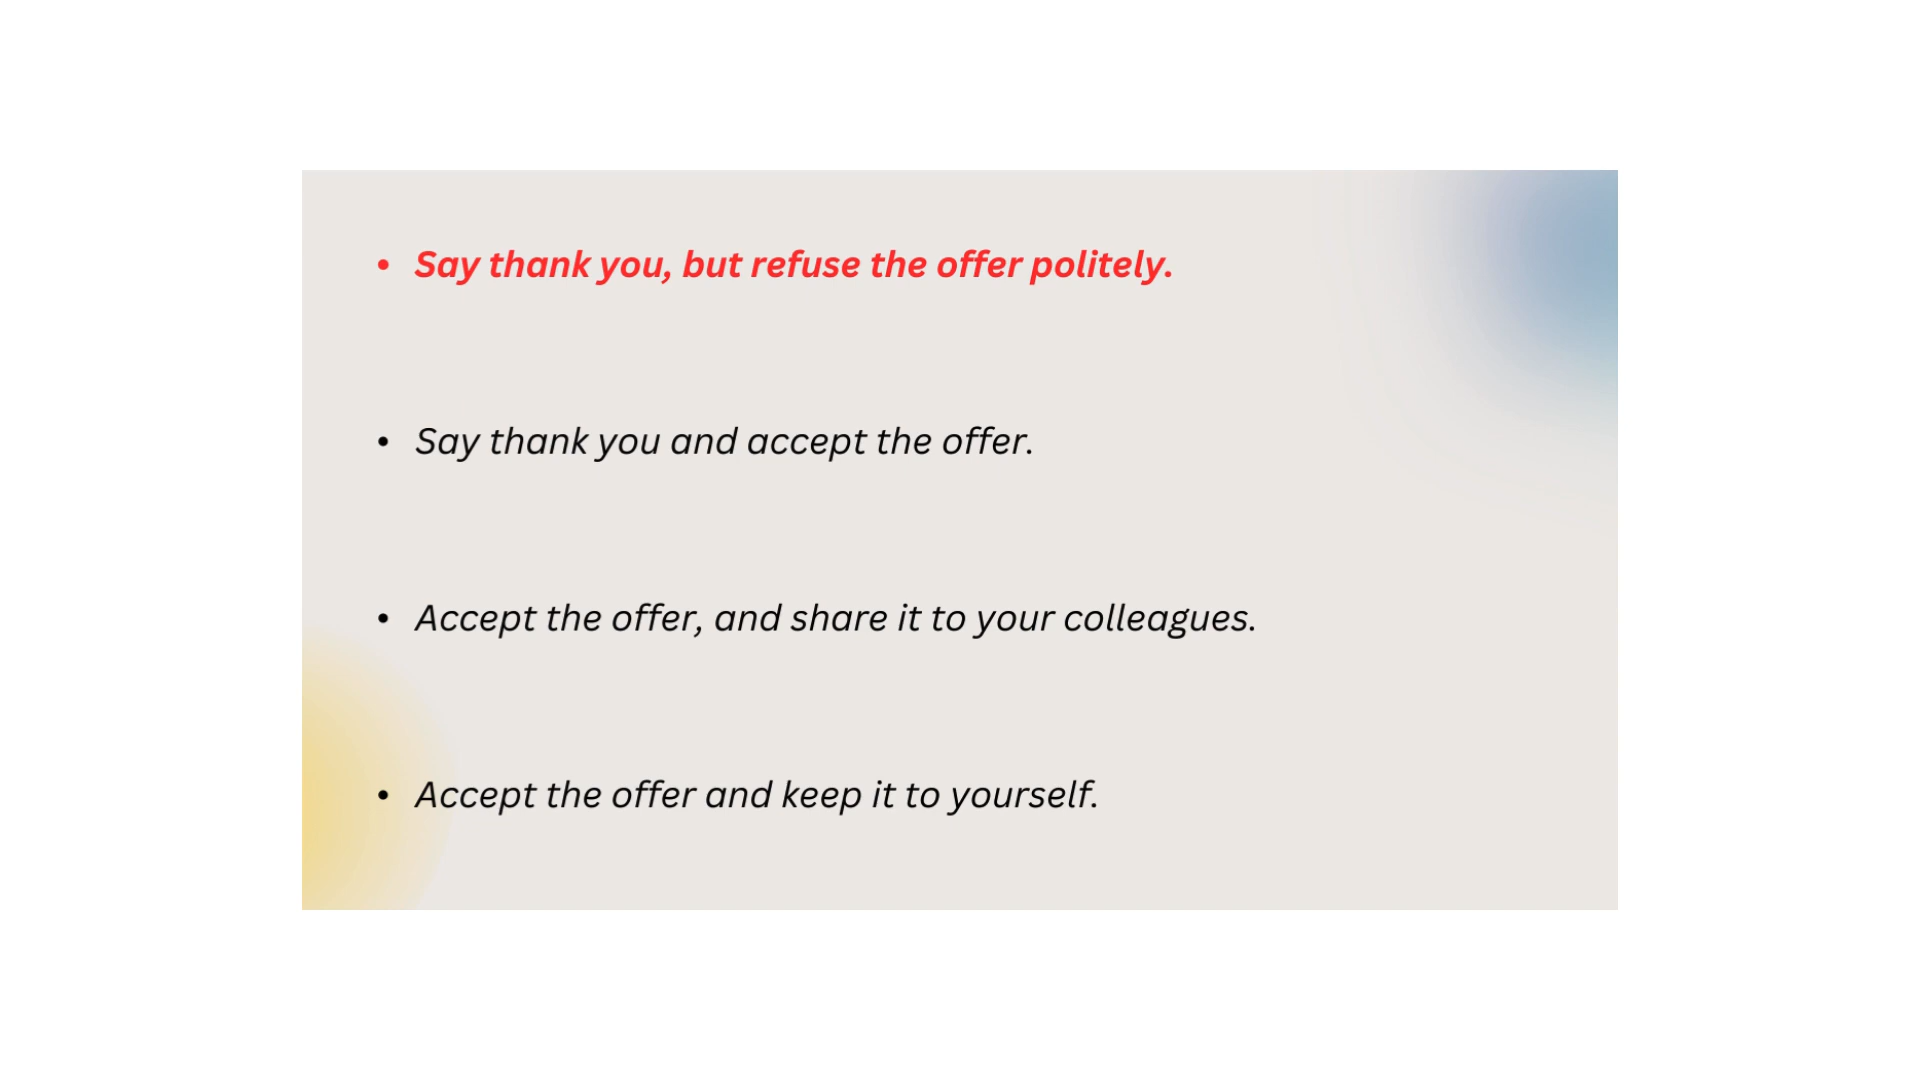 • Say thank you, but refuse the offer politely.
• Say thank you and accept the offer.
• Accept the offer, and share it to your colleagues.
• Accept the offer and keep it to yourself.